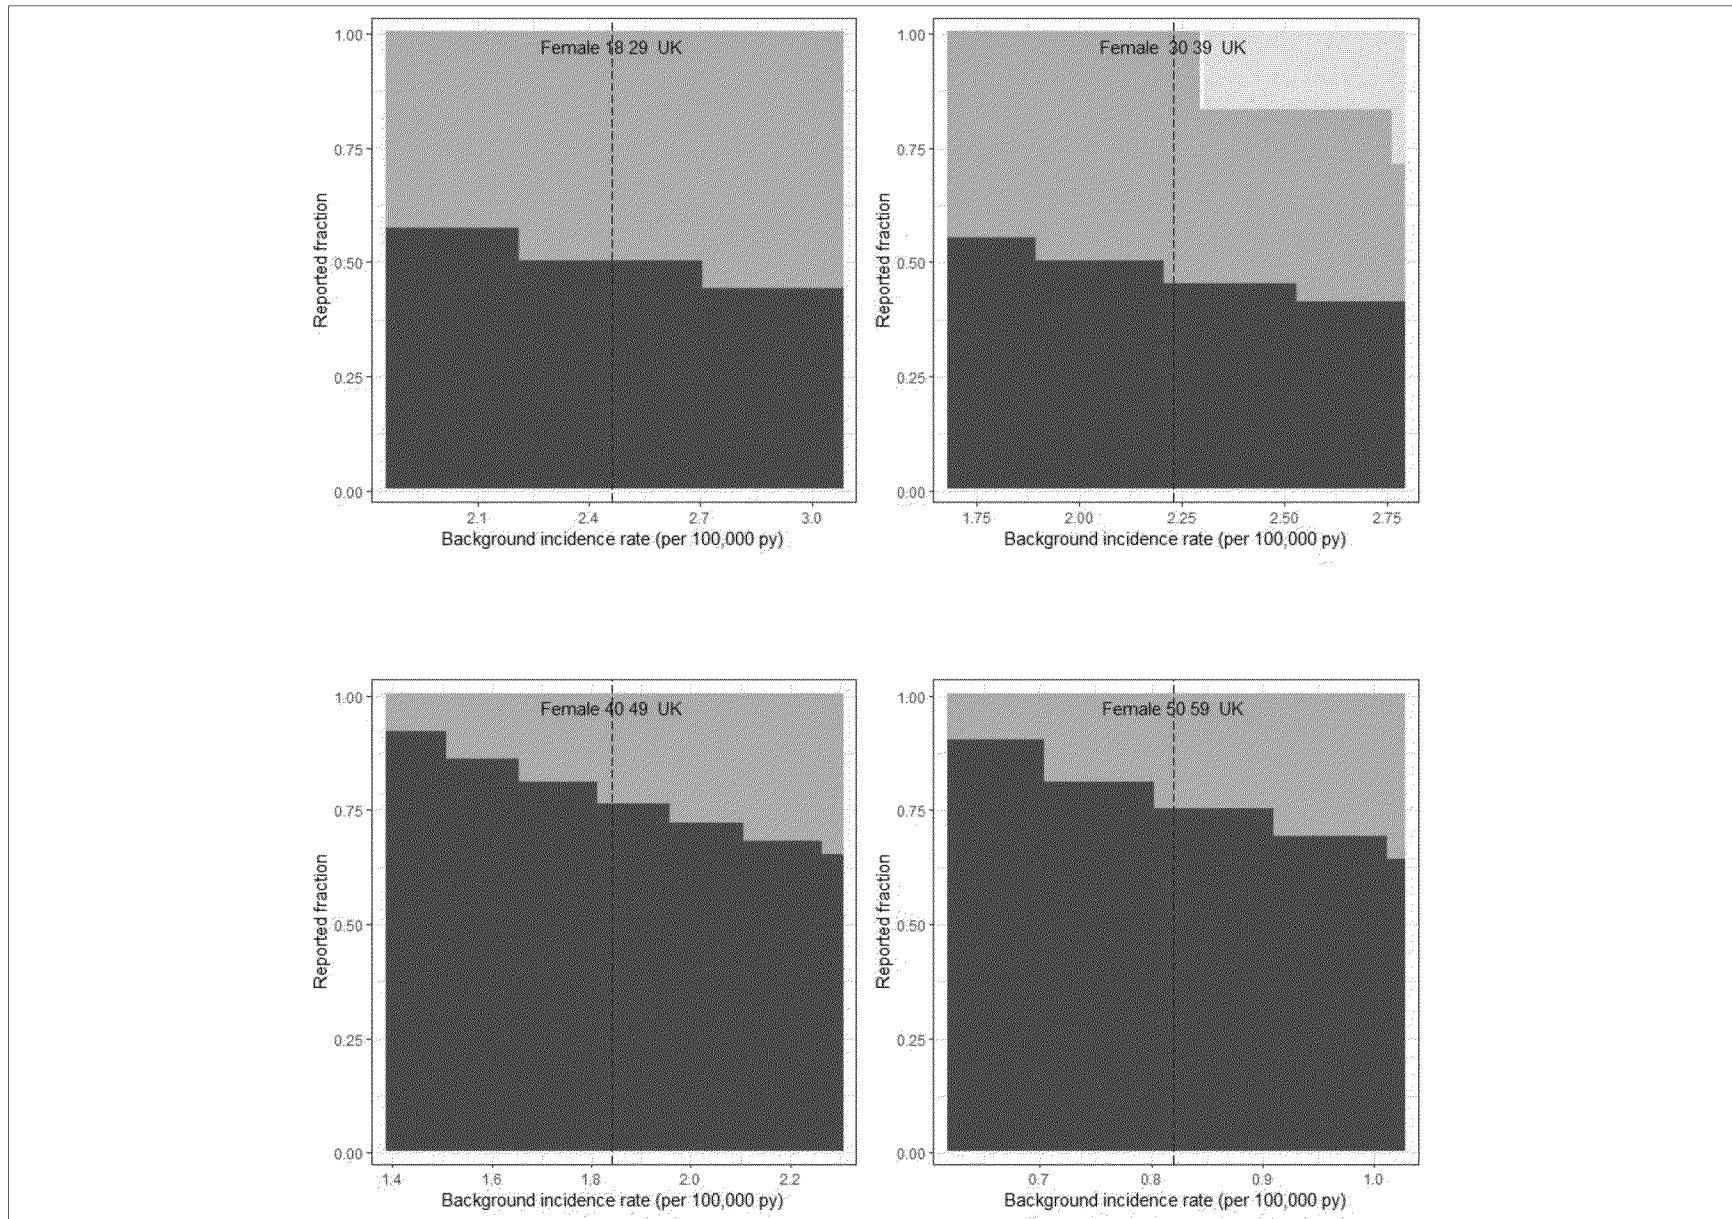 Female 18 29 UK
1.00
0.75
0.50
0.25
0.00
Reported fraction
2.1 2.4 2.7 3.0
Background incidence rate (per 100,000 py)
Female 30 39 UK
1.00
0.75
0.50
0.25
0.00
Reported fraction
1.75 2.00 2.25 2.50 2.75
Background incidence rate (per 100,000 py)
Female 40 49 UK
1.00
0.75
0.50
0.25
0.00
Reported fraction
1.4 1.6 1.8 2.0 2.2
Background incidence rate (per 100,000 py)
Female 50 59 UK
1.00
0.75
0.50
0.25
0.00
Reported fraction
0.7 0.8 0.9 1.0
Background incidence rate (per 100,000 py)